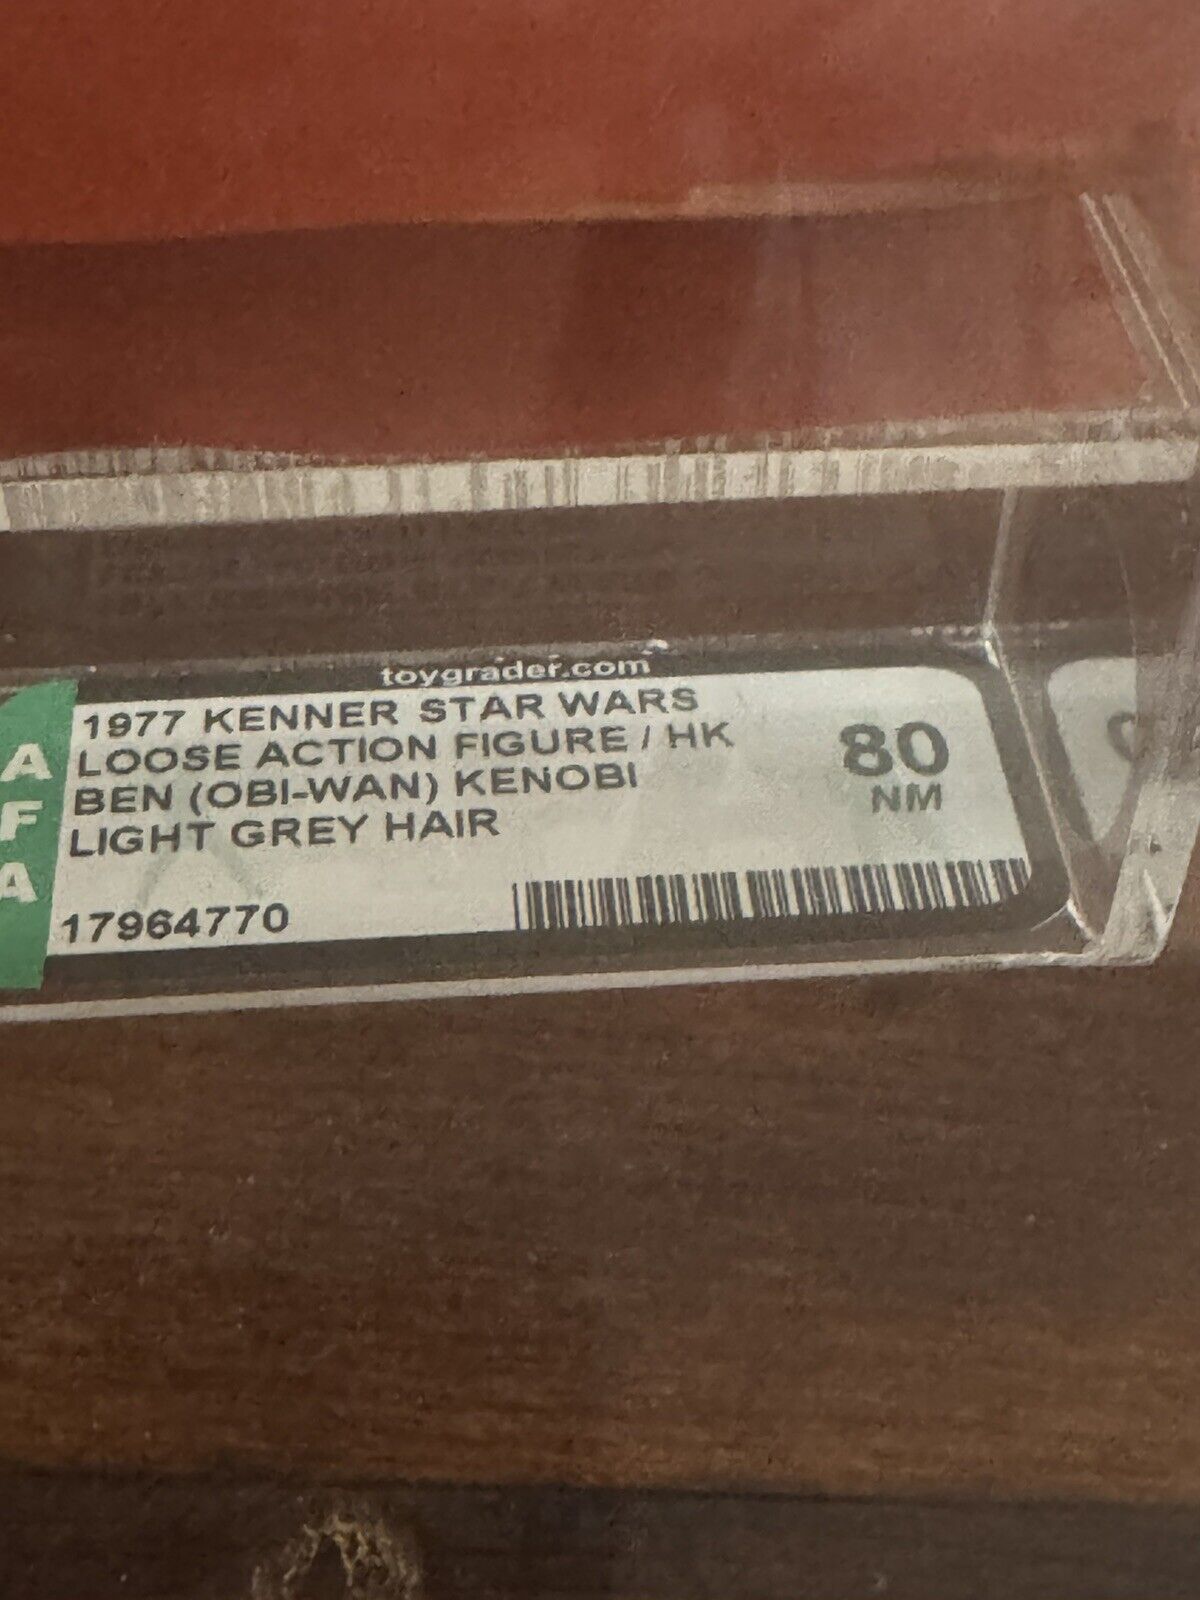 toygrader.com
AFA
1977 KENNER STAR WARS
LOOSE ACTION FIGURE / HK
BEN (OBI-WAN) KENOBI
LIGHT GREY HAIR
80
NM
17964770